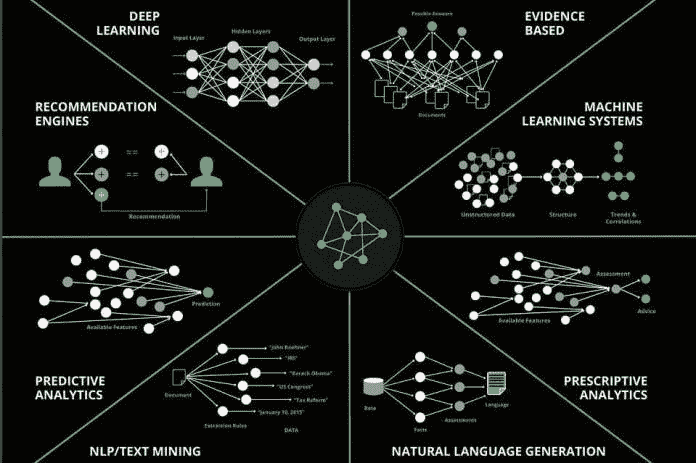 DEEP
LEARNING
Input Layer
Hidden Layers
Output Layer
EVIDENCE
BASED
Possible Answers
Documents
RECOMMENDATION
ENGINES
Recommendation
MACHINE
LEARNING SYSTEMS
Unstructured Data
Structure
Trends &
Correlations
Prediction
Available Features
PREDICTIVE
ANALYTICS
Assessment
Advice
Available Features
PRESCRIPTIVE
ANALYTICS
Document
Extraction Rules
"IRS"
"Barack Obama"
"US Congress"
"Tax Reform"
"January 10, 2015"
DATA
NLP/TEXT MINING
Data
Facts
Assessments
Language
NATURAL LANGUAGE GENERATION